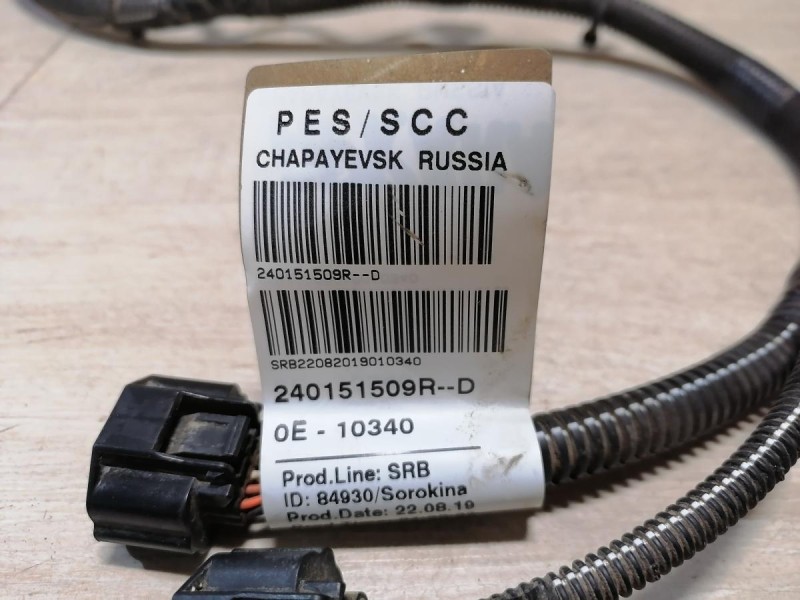 PES/SCC
CHAPAYEVSK RUSSIA
240151509R--D
SRB22082019010340
240151509R--D
0E - 10340
Prod.Line: SRB
ID: 84930/Sorokina
Prod.Date: 22.08.19